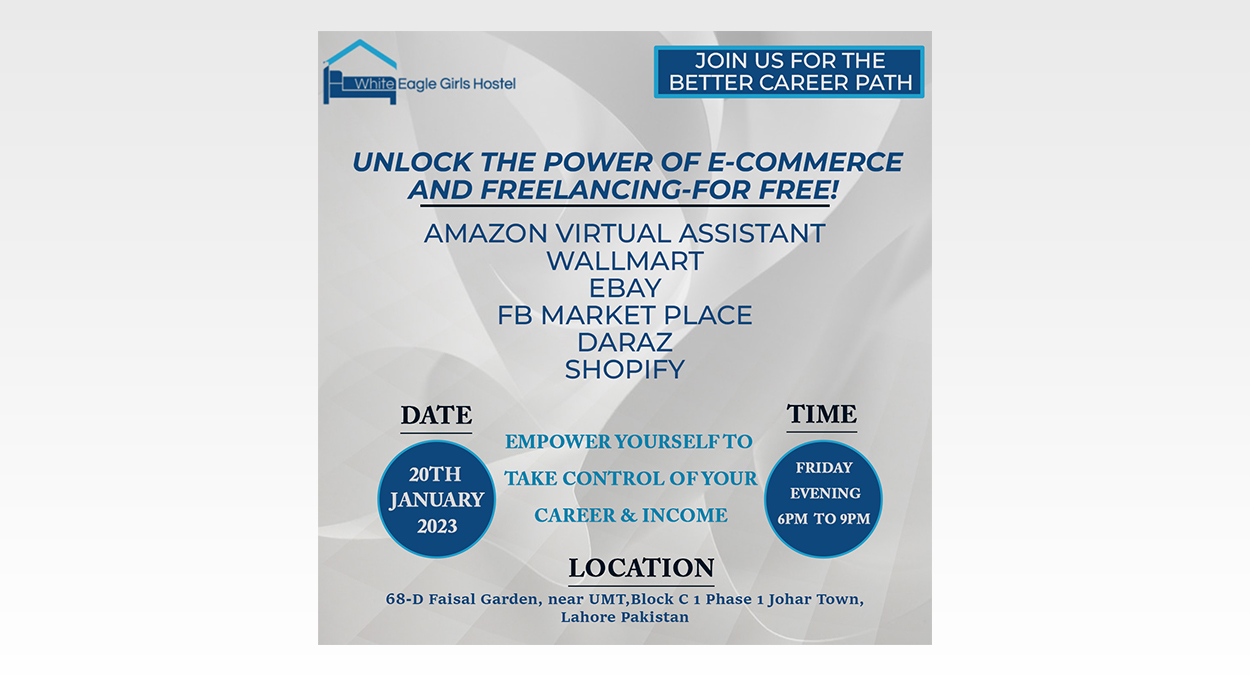 White Eagle Girls Hostel
JOIN US FOR THE
BETTER CAREER PATH
UNLOCK THE POWER OF E-COMMERCE
AND FREELANCING-FOR FREE!
AMAZON VIRTUAL ASSISTANT
WALLMART
EBAY
FB MARKET PLACE
DARAZ
SHOPIFY
DATE
20TH
JANUARY
2023
EMPOWER YOURSELF TO
TAKE CONTROL OF YOUR
CAREER & INCOME
TIME
FRIDAY
EVENING
6PM TO 9PM
LOCATION
68-D Faisal Garden, near UMT,Block C 1 Phase 1 Johar Town,
Lahore Pakistan